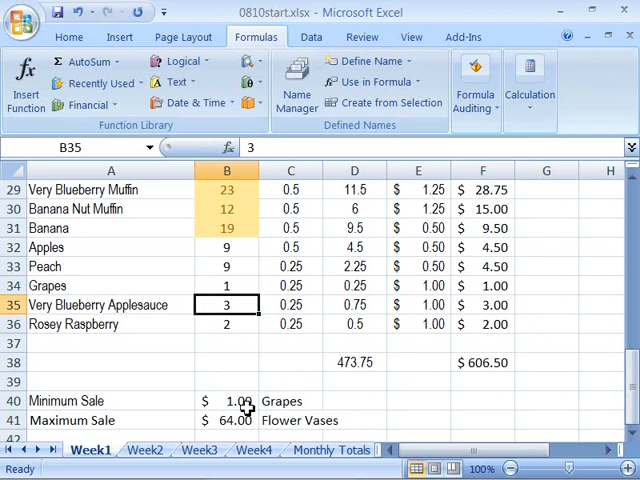 0810start.xlsx - Microsoft Excel
Home Insert Page Layout Formulas Data Review View Add-Ins
Insert Function
Σ AutoSum
Recently Used
Financial
Logical
Text
Date & Time
Function Library
Name Manager
Define Name
Use in Formula
Create from Selection
Defined Names
Formula Auditing
Calculation
B35 fx 3
A B C D E F G H
29 Very Blueberry Muffin 23 0.5 11.5 $ 1.25 $ 28.75
30 Banana Nut Muffin 12 0.5 6 $ 1.25 $ 15.00
31 Banana 19 0.5 9.5 $ 0.50 $ 9.50
32 Apples 9 0.5 4.5 $ 0.50 $ 4.50
33 Peach 9 0.25 2.25 $ 0.50 $ 4.50
34 Grapes 1 0.25 0.25 $ 1.00 $ 1.00
35 Very Blueberry Applesauce 3 0.25 0.75 $ 1.00 $ 3.00
36 Rosey Raspberry 2 0.25 0.5 $ 1.00 $ 2.00
37
38 473.75 $ 606.50
39
40 Minimum Sale $ 1.00 Grapes
41 Maximum Sale $ 64.00 Flower Vases
42
Week1 Week2 Week3 Week4 Monthly Totals
Ready 100%